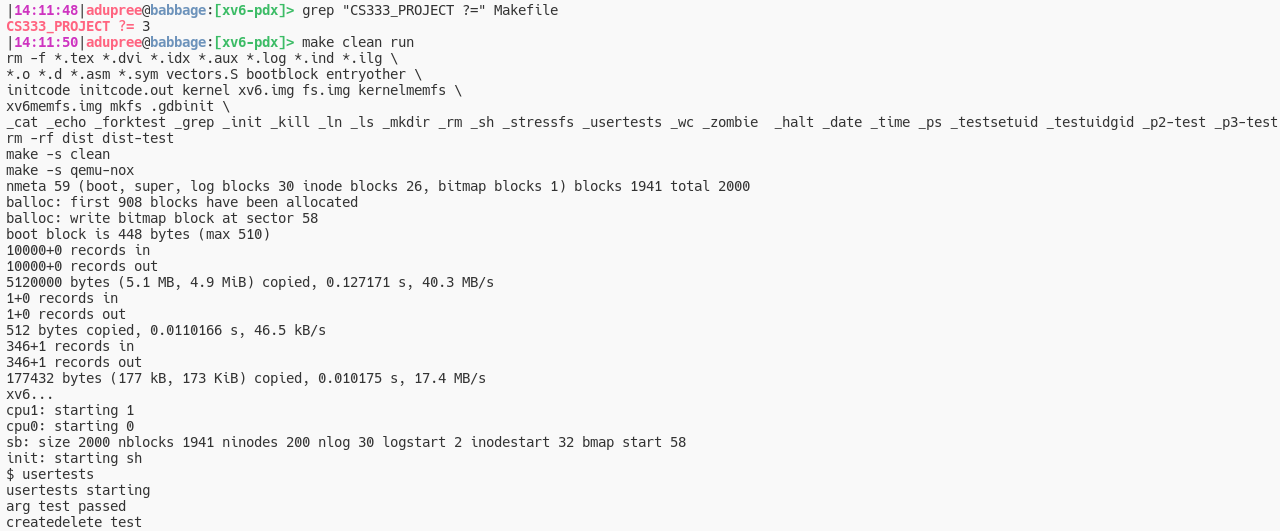 |14:11:48|adupree@babbage:[xv6-pdx]> grep "CS333_PROJECT ?=" Makefile
CS333_PROJECT ?= 3
|14:11:50|adupree@babbage:[xv6-pdx]> make clean run
rm -f *.tex *.dvi *.idx *.aux *.log *.ind *.ilg \
*.o *.d *.asm *.sym vectors.S bootblock entryother \
initcode initcode.out kernel xv6.img fs.img kernelmemfs \
xv6memfs.img mkfs .gdbinit \
_cat _echo _forktest _grep _init _kill _ln _ls _mkdir _rm _sh _stressfs _usertests _wc _zombie  _halt _date _time _ps _testsetuid _testuidgid _p2-test _p3-test
rm -rf dist dist-test
make -s clean
make -s qemu-nox
nmeta 59 (boot, super, log blocks 30 inode blocks 26, bitmap blocks 1) blocks 1941 total 2000
balloc: first 908 blocks have been allocated
balloc: write bitmap block at sector 58
boot block is 448 bytes (max 510)
10000+0 records in
10000+0 records out
5120000 bytes (5.1 MB, 4.9 MiB) copied, 0.127171 s, 40.3 MB/s
1+0 records in
1+0 records out
512 bytes copied, 0.0110166 s, 46.5 kB/s
346+1 records in
346+1 records out
177432 bytes (177 kB, 173 KiB) copied, 0.010175 s, 17.4 MB/s
xv6...
cpu1: starting 1
cpu0: starting 0
sb: size 2000 nblocks 1941 ninodes 200 nlog 30 logstart 2 inodestart 32 bmap start 58
init: starting sh
$ usertests
usertests starting
arg test passed
createdelete test